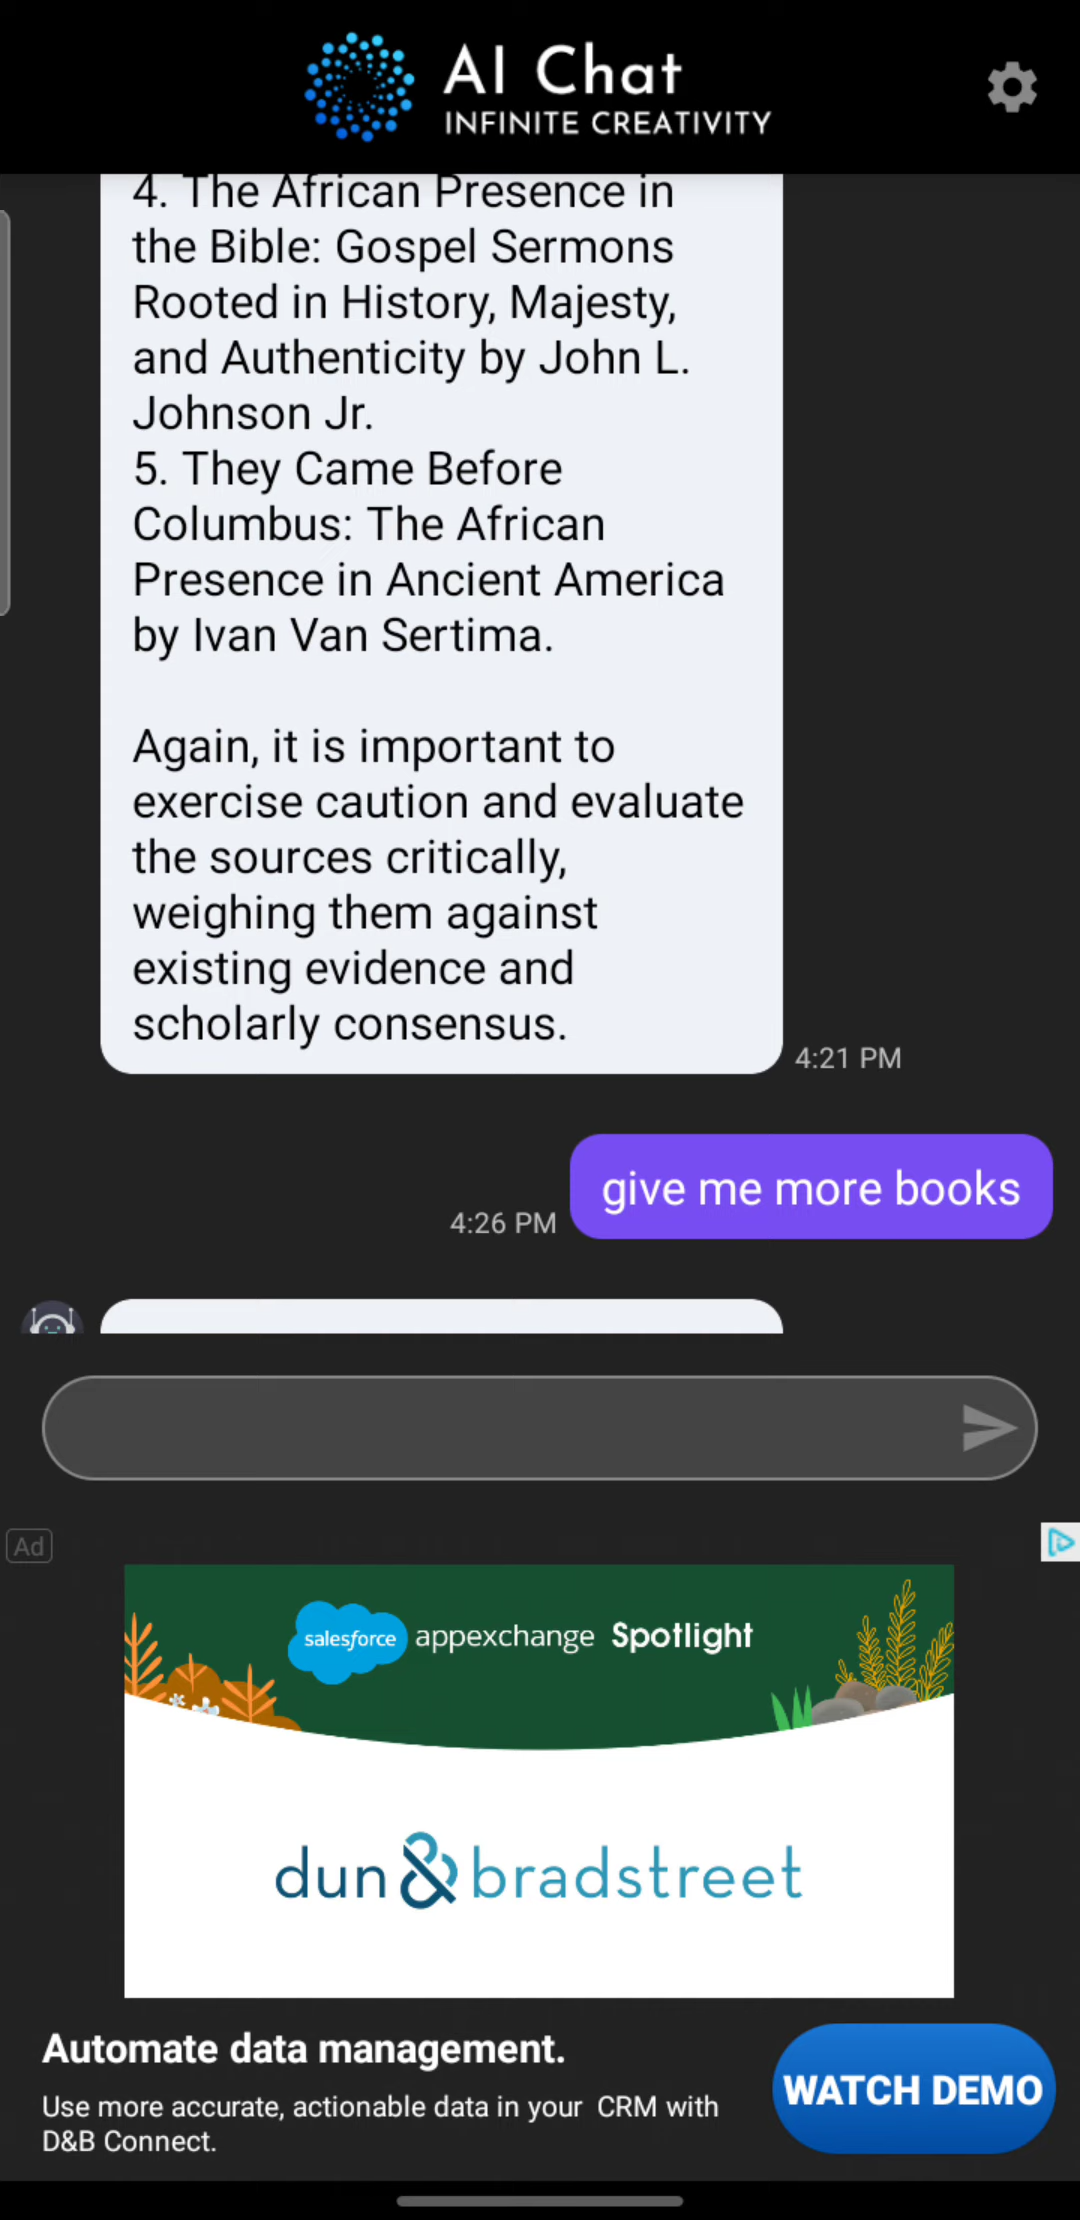 AI Chat
INFINITE CREATIVITY
4. The African Presence in
the Bible: Gospel Sermons
Rooted in History, Majesty,
and Authenticity by John L.
Johnson Jr.
5. They Came Before
Columbus: The African
Presence in Ancient America
by Ivan Van Sertima.
Again, it is important to
exercise caution and evaluate
the sources critically,
weighing them against
existing evidence and
scholarly consensus.
4:21 PM
give me more books
4:26 PM
Ad
salesforce appexchange Spotlight
dun & bradstreet
Automate data management.
Use more accurate, actionable data in your CRM with
D&B Connect.
WATCH DEMO